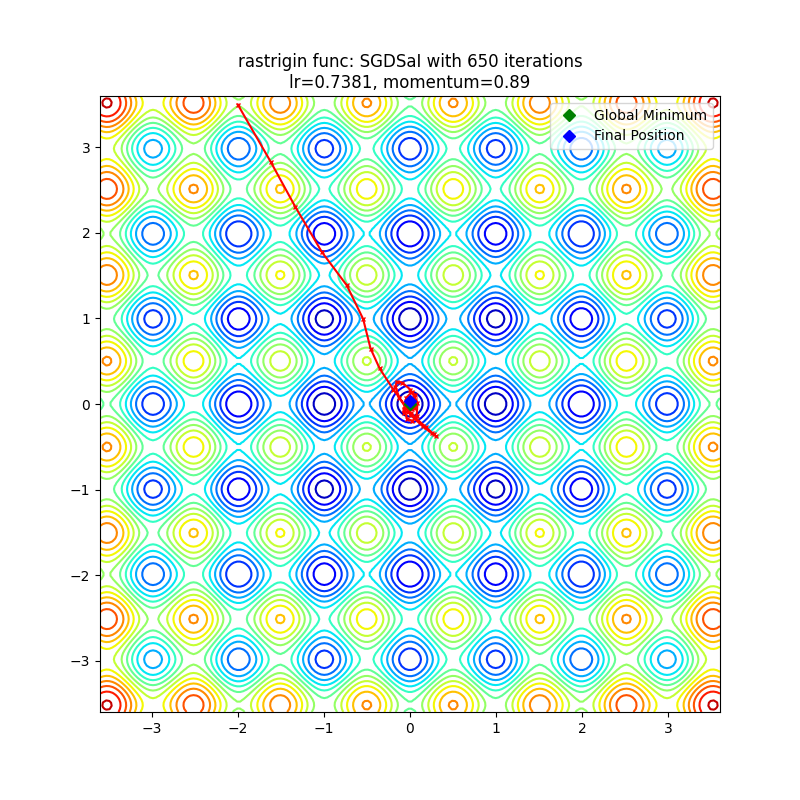 rastrigin func: SGDSaI with 650 iterations
lr=0.7381, momentum=0.89
Global Minimum
Final Position
3
2
1
0
−1
−2
−3
−3 −2 −1 0 1 2 3